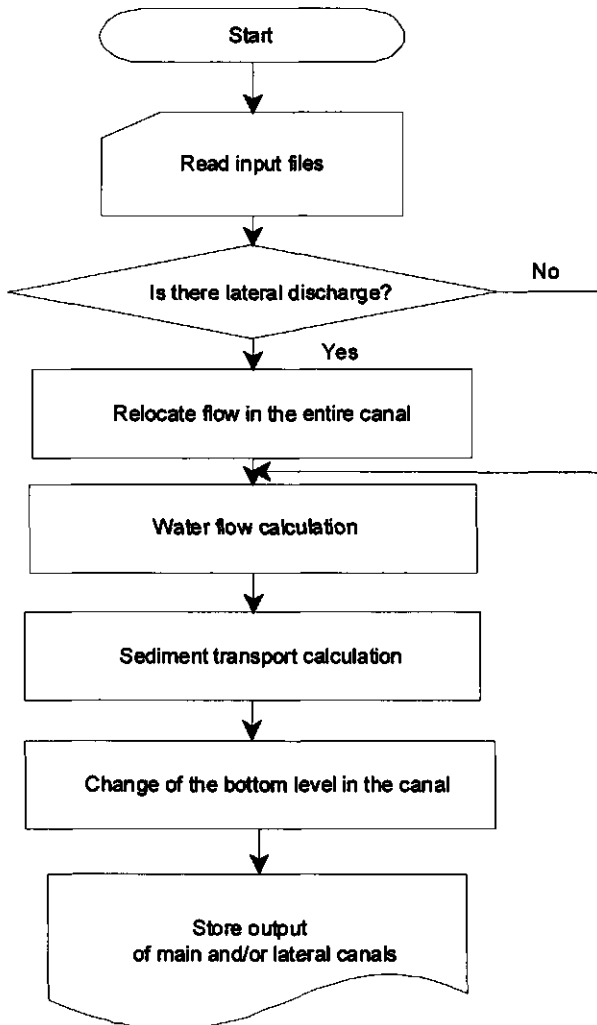 Start
Read input files
Is there lateral discharge?
No
Yes
Relocate flow in the entire canal
Water flow calculation
Sediment transport calculation
Change of the bottom level in the canal
Store output
of main and/or lateral canals